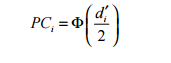 PC_i = Φ(d′_i / 2)